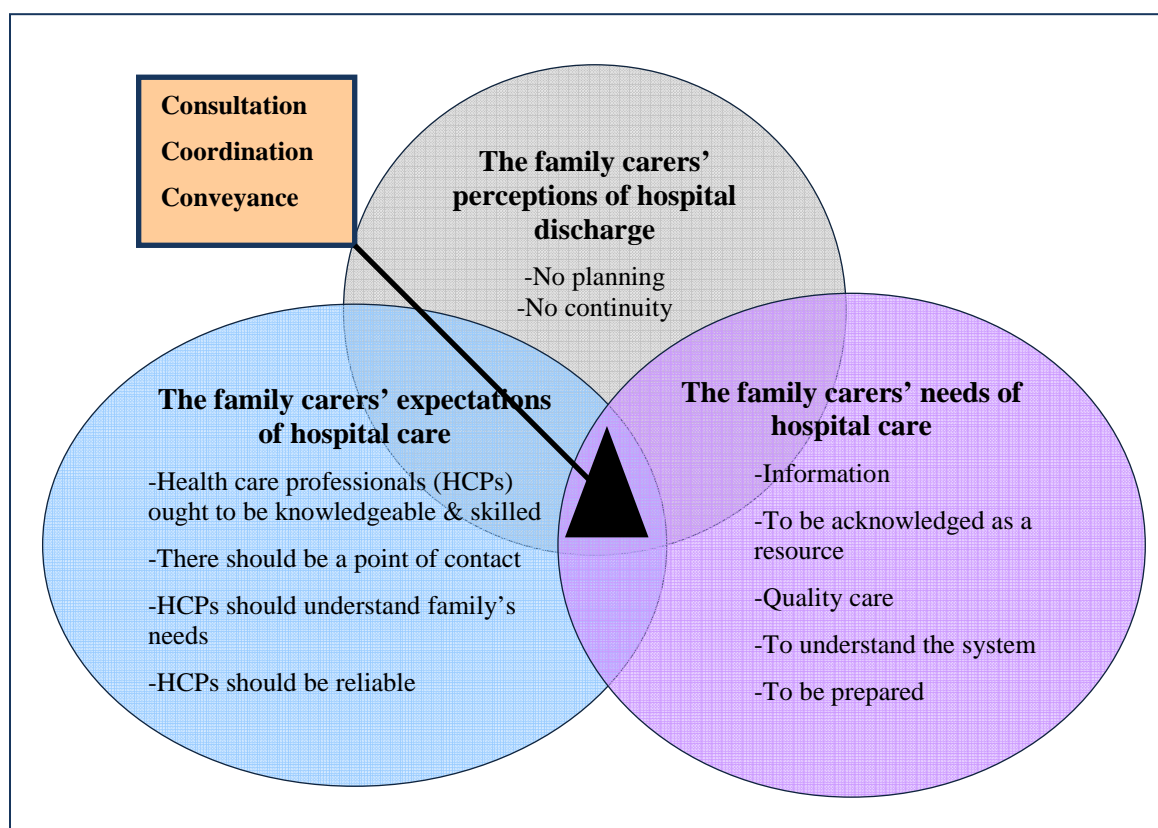 Consultation
Coordination
Conveyance
The family carers’
perceptions of hospital
discharge
-No planning
-No continuity
The family carers’ expectations
of hospital care
-Health care professionals (HCPs)
ought to be knowledgeable & skilled
-There should be a point of contact
-HCPs should understand family’s
needs
-HCPs should be reliable
The family carers’ needs of
hospital care
-Information
-To be acknowledged as a
resource
-Quality care
-To understand the system
-To be prepared